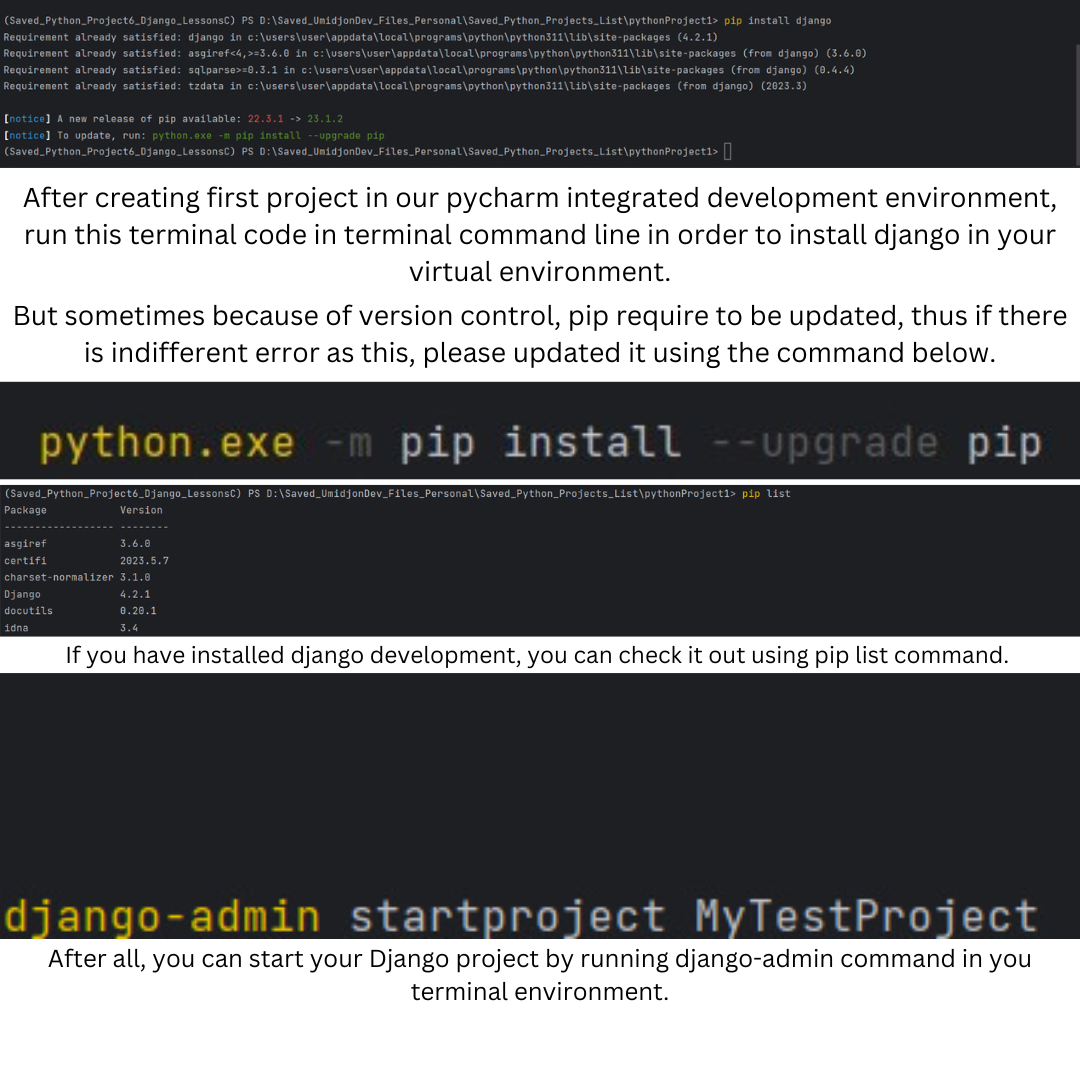 (Saved_Python_Project6_Django_LessonsC) PS D:\Saved_UmidjonDev_Files_Personal\Saved_Python_Projects_List\pythonProject1> pip install django
Requirement already satisfied: django in c:\users\user\appdata\local\programs\python\python311\lib\site-packages (4.2.1)
Requirement already satisfied: asgiref<4,>=3.6.0 in c:\users\user\appdata\local\programs\python\python311\lib\site-packages (from django) (3.6.0)
Requirement already satisfied: sqlparse>=0.3.1 in c:\users\user\appdata\local\programs\python\python311\lib\site-packages (from django) (0.4.4)
Requirement already satisfied: tzdata in c:\users\user\appdata\local\programs\python\python311\lib\site-packages (from django) (2023.3)
[notice] A new release of pip available: 22.3.1 -> 23.1.2
[notice] To update, run: python.exe -m pip install --upgrade pip
(Saved_Python_Project6_Django_LessonsC) PS D:\Saved_UmidjonDev_Files_Personal\Saved_Python_Projects_List\pythonProject1>
After creating first project in our pycharm integrated development environment,
run this terminal code in terminal command line in order to install django in your
virtual environment.
But sometimes because of version control, pip require to be updated, thus if there
is indifferent error as this, please updated it using the command below.
python.exe -m pip install --upgrade pip
(Saved_Python_Project6_Django_LessonsC) PS D:\Saved_UmidjonDev_Files_Personal\Saved_Python_Projects_List\pythonProject1> pip list
Package Version
------------------ --------
asgiref 3.6.0
certifi 2023.5.7
charset-normalizer 3.1.0
Django 4.2.1
docutils 0.20.1
idna 3.4
If you have installed django development, you can check it out using pip list command.
django-admin startproject MyTestProject
After all, you can start your Django project by running django-admin command in you
terminal environment.